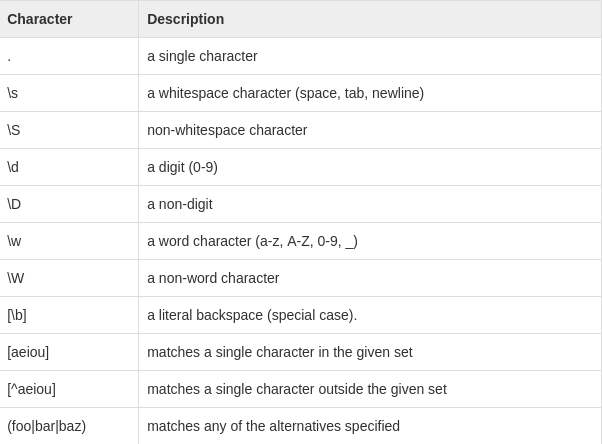 Character Description
. a single character
\s a whitespace character (space, tab, newline)
\S non-whitespace character
\d a digit (0-9)
\D a non-digit
\w a word character (a-z, A-Z, 0-9, _)
\W a non-word character
[\b] a literal backspace (special case).
[aeiou] matches a single character in the given set
[^aeiou] matches a single character outside the given set
(foo|bar|baz) matches any of the alternatives specified